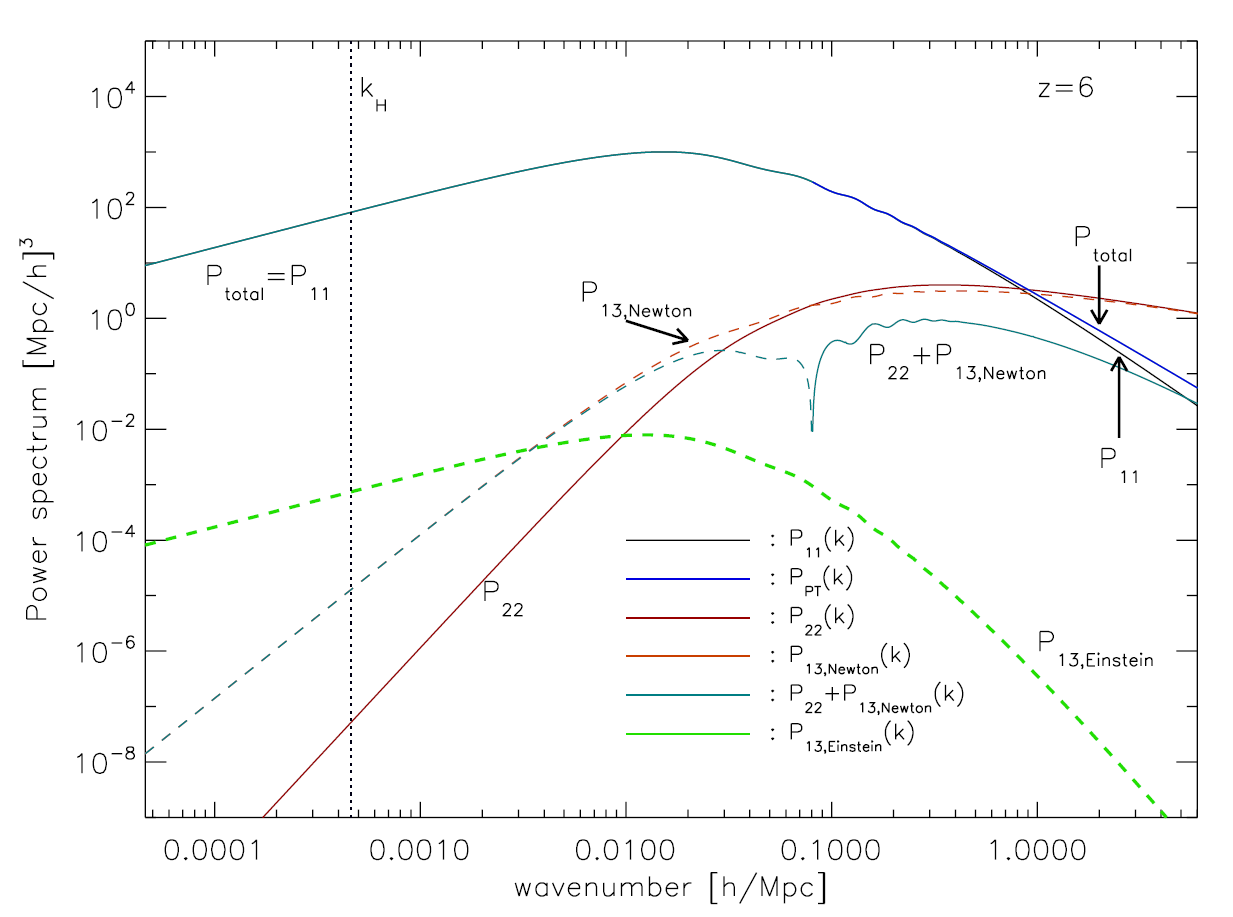 k_H
z=6
10^4
10^2
10^0
10^-2
10^-4
10^-6
10^-8
Power spectrum [Mpc/h]^3
P_total=P_11
P_13,Newton
P_total
P_22+P_13,Newton
P_11
P_22
P_13,Einstein
: P_11(k)
: P_PT(k)
: P_22(k)
: P_13,Newton(k)
: P_22+P_13,Newton(k)
: P_13,Einstein(k)
0.0001 0.0010 0.0100 0.1000 1.0000
wavenumber [h/Mpc]